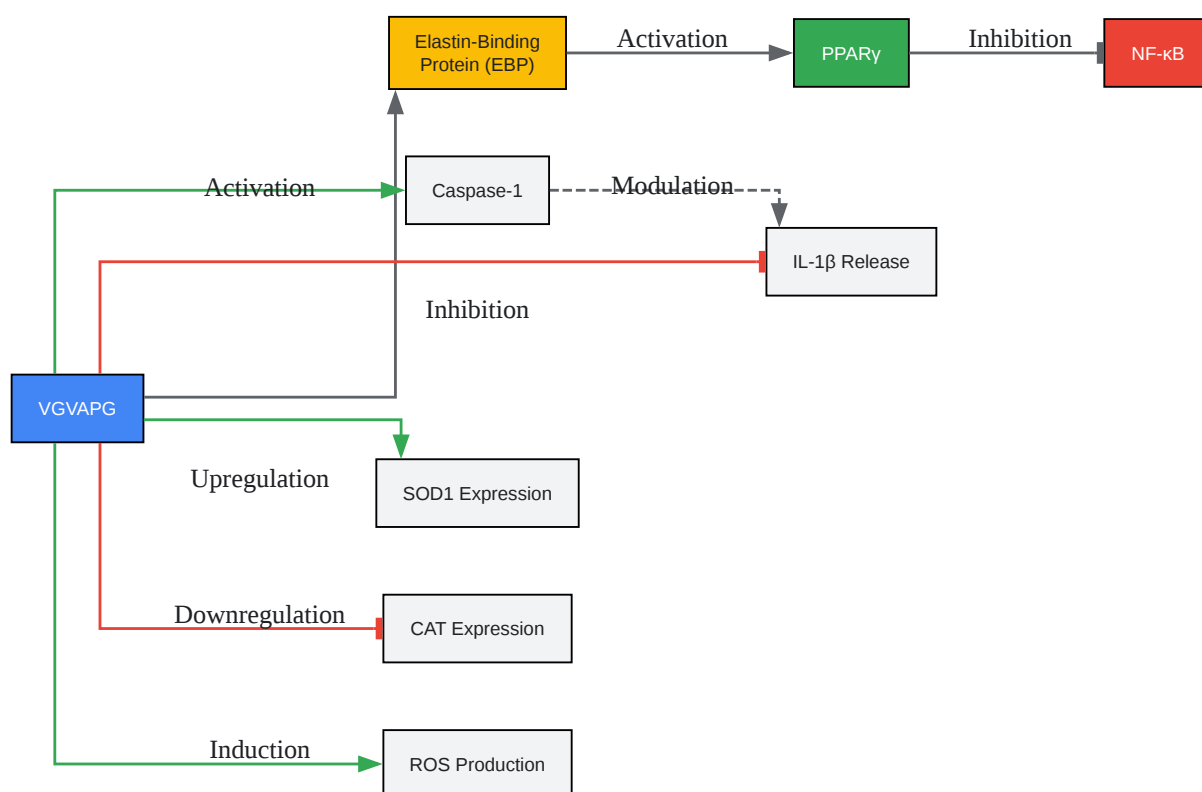 Elastin-Binding
Protein (EBP)
Activation
PPARγ
Inhibition
NF-κB
Activation
Caspase-1
Modulation
IL-1β Release
Inhibition
VGVAPG
Upregulation
SOD1 Expression
Downregulation
CAT Expression
Induction
ROS Production